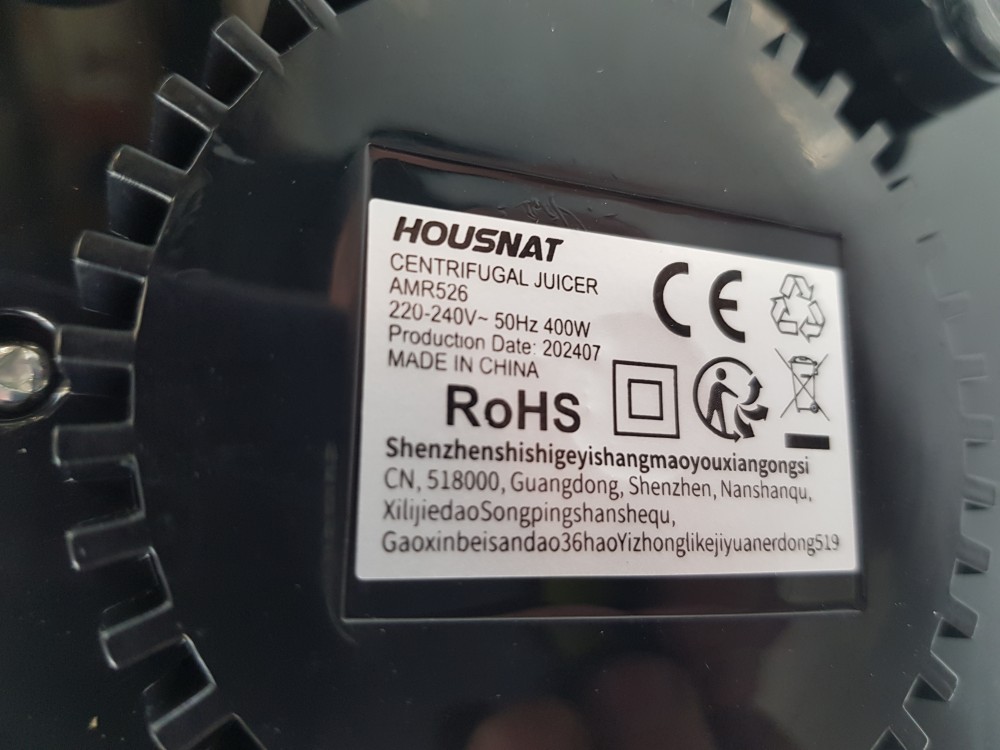 HOUSNAT
CENTRIFUGAL JUICER
AMR526
220-240V~ 50Hz 400W
Production Date: 202407
MADE IN CHINA
CE
RoHS
Shenzhenshishigeyishangmaoyouxiangongsi
CN, 518000, Guangdong, Shenzhen, Nanshanqu,
XilijiedaoSongpingshanshequ,
Gaoxinbeisandao36haoYizhonglikejiyuanerdong519